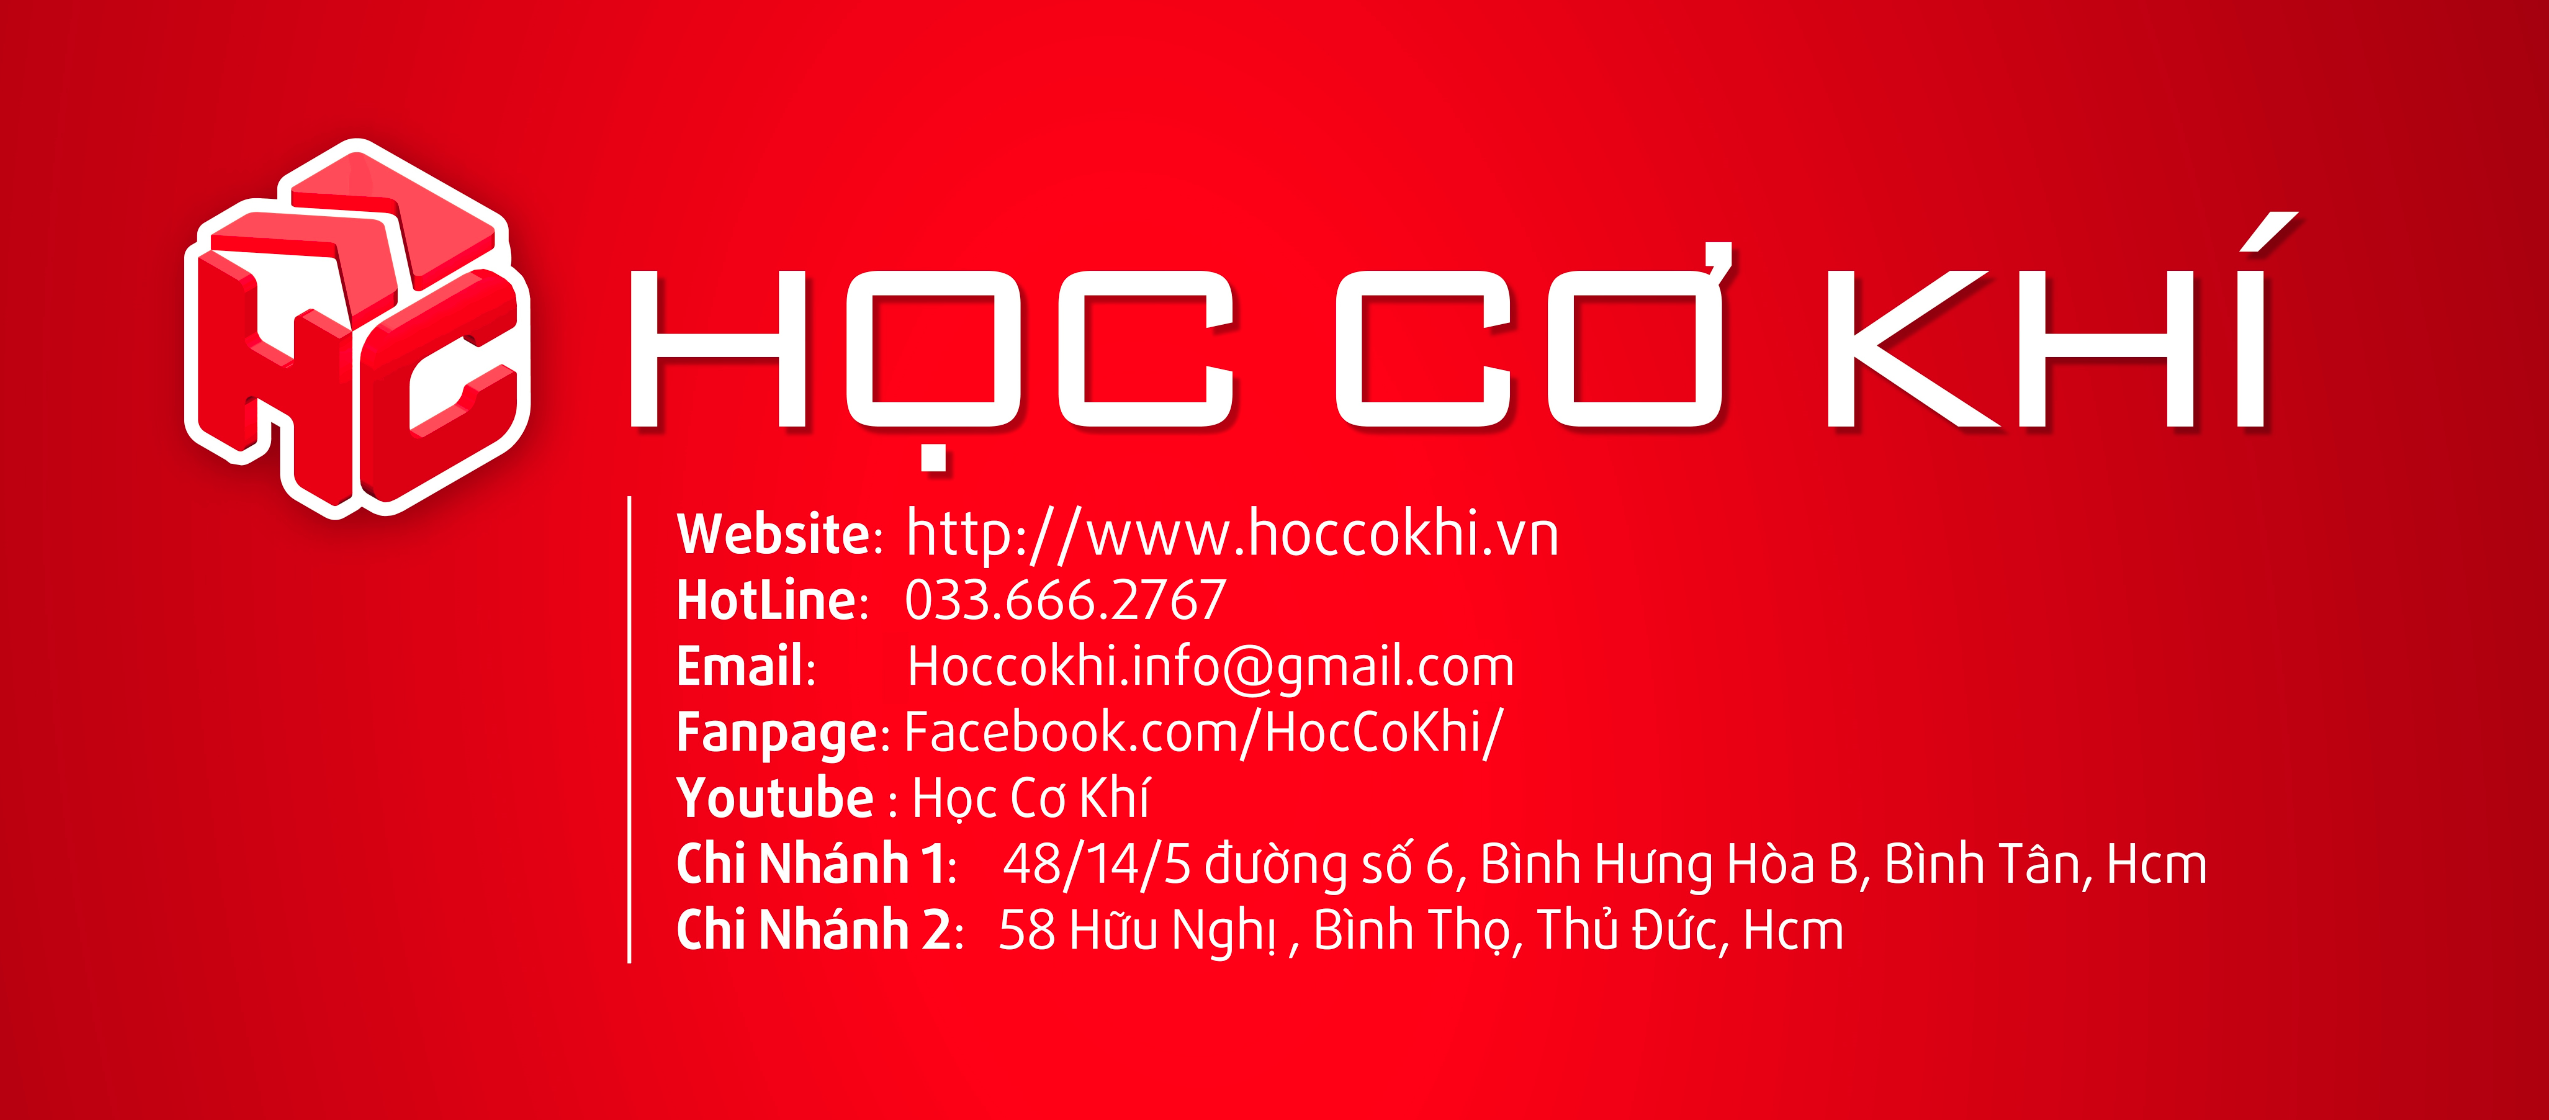 HC
HỌC CƠ KHÍ
Website: http://www.hoccokhi.vn
HotLine: 033.666.2767
Email: Hoccokhi.info@gmail.com
Fanpage: Facebook.com/HocCoKhi/
Youtube : Học Cơ Khí
Chi Nhánh 1: 48/14/5 đường số 6, Bình Hưng Hòa B, Bình Tân, Hcm
Chi Nhánh 2: 58 Hữu Nghị , Bình Thọ, Thủ Đức, Hcm